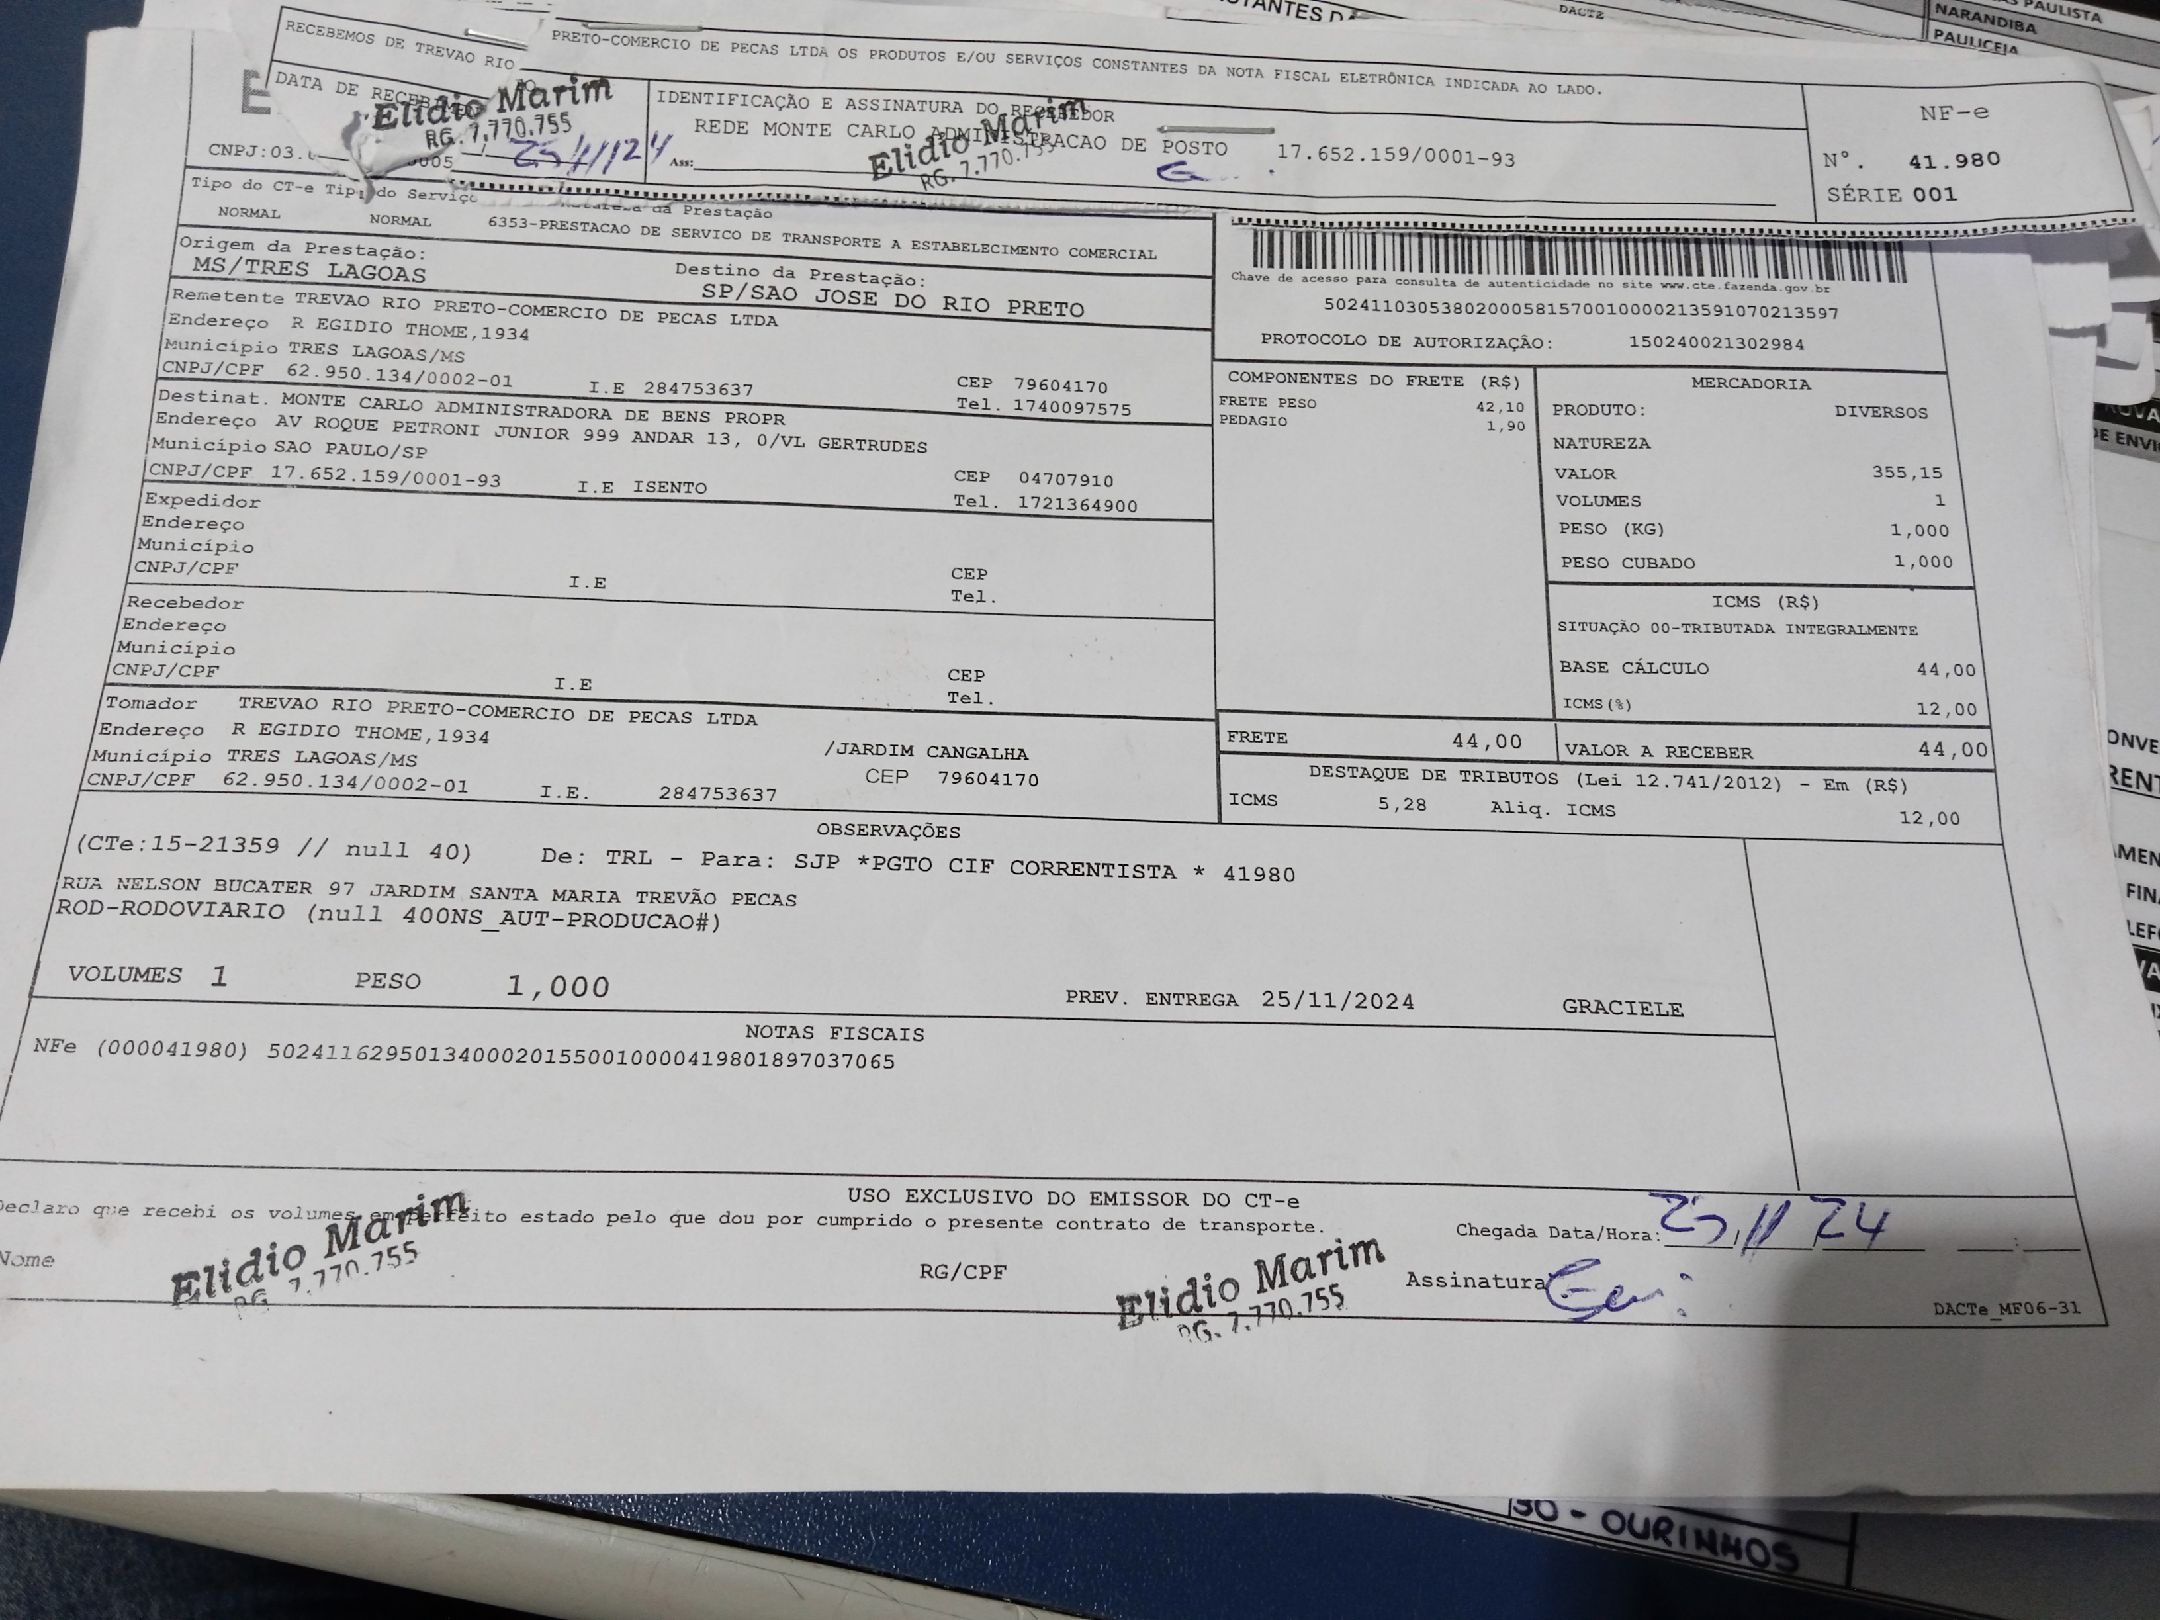 RECEBEMOS DE TREVAO RIO PRETO-COMERCIO DE PECAS LTDA OS PRODUTOS E/OU SERVIÇOS CONSTANTES DA NOTA FISCAL ELETRÔNICA INDICADA AO LADO.
DATA DE RECEBIMENTO
Elidio Marim
RG. 7.770.755
25/11/24
IDENTIFICAÇÃO E ASSINATURA DO RECEBEDOR
REDE MONTE CARLO ADMINISTRACAO DE POSTO 17.652.159/0001-93
Ass:
Elidio Marim
RG. 7.770.755
NF-e
Nº. 41.980
SÉRIE 001
CNPJ:03.
0005
Tipo do CT-e Tipo do Serviço
da Prestação
NORMAL NORMAL 6353-PRESTACAO DE SERVICO DE TRANSPORTE A ESTABELECIMENTO COMERCIAL
Origem da Prestação:
MS/TRES LAGOAS
Destino da Prestação:
SP/SAO JOSE DO RIO PRETO
Chave de acesso para consulta de autenticidade no site www.cte.fazenda.gov.br
50241103053802000581570010000213591070213597
PROTOCOLO DE AUTORIZAÇÃO: 150240021302984
Remetente TREVAO RIO PRETO-COMERCIO DE PECAS LTDA
Endereço R EGIDIO THOME,1934
Município TRES LAGOAS/MS
CNPJ/CPF 62.950.134/0002-01 I.E 284753637
CEP 79604170
Tel. 1740097575
Destinat. MONTE CARLO ADMINISTRADORA DE BENS PROPR
Endereço AV ROQUE PETRONI JUNIOR 999 ANDAR 13, 0/VL GERTRUDES
Município SAO PAULO/SP
CNPJ/CPF 17.652.159/0001-93 I.E ISENTO
CEP 04707910
Tel. 1721364900
Expedidor
Endereço
Município
CNPJ/CPF I.E
CEP
Tel.
Recebedor
Endereço
Município
CNPJ/CPF I.E
CEP
Tel.
Tomador TREVAO RIO PRETO-COMERCIO DE PECAS LTDA
Endereço R EGIDIO THOME,1934 /JARDIM CANGALHA
Município TRES LAGOAS/MS CEP 79604170
CNPJ/CPF 62.950.134/0002-01 I.E. 284753637
COMPONENTES DO FRETE (R$)
FRETE PESO 42,10
PEDAGIO 1,90
MERCADORIA
PRODUTO: DIVERSOS
NATUREZA
VALOR 355,15
VOLUMES 1
PESO (KG) 1,000
PESO CUBADO 1,000
ICMS (R$)
SITUAÇÃO 00-TRIBUTADA INTEGRALMENTE
BASE CÁLCULO 44,00
ICMS(%) 12,00
FRETE 44,00 VALOR A RECEBER 44,00
DESTAQUE DE TRIBUTOS (Lei 12.741/2012) - Em (R$)
ICMS 5,28 Aliq. ICMS 12,00
OBSERVAÇÕES
(CTe:15-21359 // null 40) De: TRL - Para: SJP *PGTO CIF CORRENTISTA * 41980
RUA NELSON BUCATER 97 JARDIM SANTA MARIA TREVÃO PECAS
ROD-RODOVIARIO (null 400NS_AUT-PRODUCAO#)
VOLUMES 1 PESO 1,000 PREV. ENTREGA 25/11/2024 GRACIELE
NOTAS FISCAIS
NFe (000041980) 50241162950134000201550010000419801897037065
USO EXCLUSIVO DO EMISSOR DO CT-e
Declaro que recebi os volumes em perfeito estado pelo que dou por cumprido o presente contrato de transporte.
Chegada Data/Hora: 25/11/24
Nome
Elidio Marim
RG. 7.770.755
RG/CPF
Elidio Marim
RG. 7.770.755
Assinatura
DACTe_MF06-31
DACTE
PAULISTA
NARANDIBA
PAULICEIA
- OURINHOS